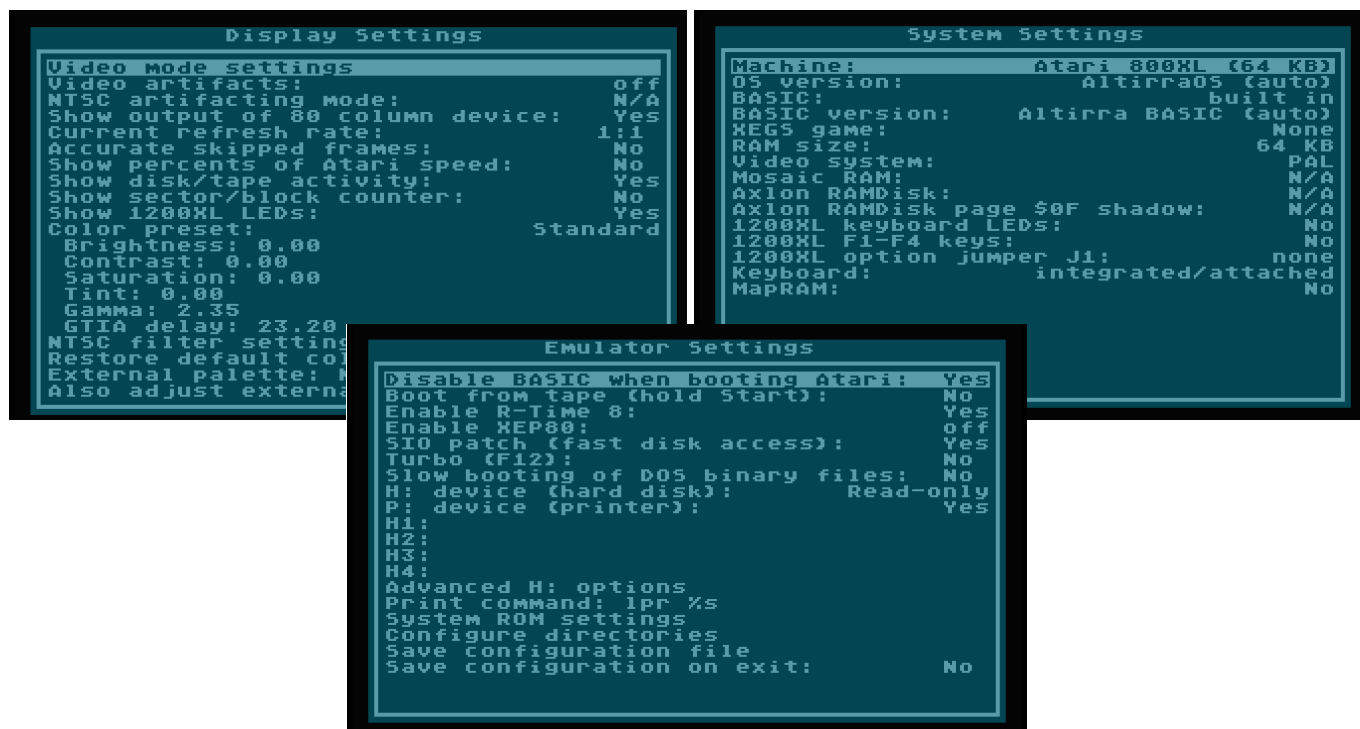 Display Settings
Video mode settings
Video artifacts: off
NTSC artifacting mode: N/A
Show output of 80 column device: Yes
Current refresh rate: 1:1
Accurate skipped frames: No
Show percents of Atari speed: No
Show disk/tape activity: Yes
Show sector/block counter: No
Show 1200XL LEDs: Yes
Color preset: Standard
Brightness: 0.00
Contrast: 0.00
Saturation: 0.00
Tint: 0.00
Gamma: 2.35
GTIA delay: 23.20
NTSC filter setting
Restore default col
External palette:
Also adjust externa
System Settings
Machine: Atari 800XL (64 KB)
OS version: AltirraOS (auto)
BASIC: built in
BASIC version: Altirra BASIC (auto)
XEGS game: None
RAM size: 64 KB
Video system: PAL
Mosaic RAM: N/A
Axlon RAMDisk: N/A
Axlon RAMDisk page $0F shadow: N/A
1200XL keyboard LEDs: No
1200XL F1-F4 keys: No
1200XL option jumper J1: none
Keyboard: integrated/attached
MapRAM: No
Emulator Settings
Disable BASIC when booting Atari: Yes
Boot from tape (hold Start): No
Enable R-Time 8: Yes
Enable XEP80: off
SIO patch (fast disk access): Yes
Turbo (F12): No
Slow booting of DOS binary files: No
H: device (hard disk): Read-only
P: device (printer): Yes
H1:
H2:
H3:
H4:
Advanced H: options
Print command: lpr %s
System ROM settings
Configure directories
Save configuration file
Save configuration on exit: No